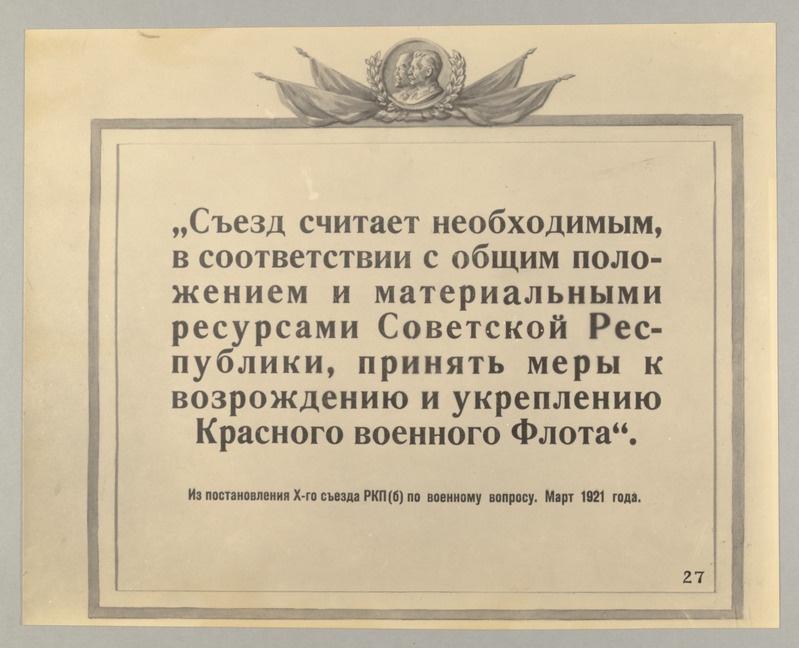 „Съезд считает необходимым,
в соответствии с общим поло-
жением и материальными
ресурсами Советской Рес-
публики, принять меры к
возрождению и укреплению
Красного военного Флота“.
Из постановления X-го съезда РКП(б) по военному вопросу. Март 1921 года.
27